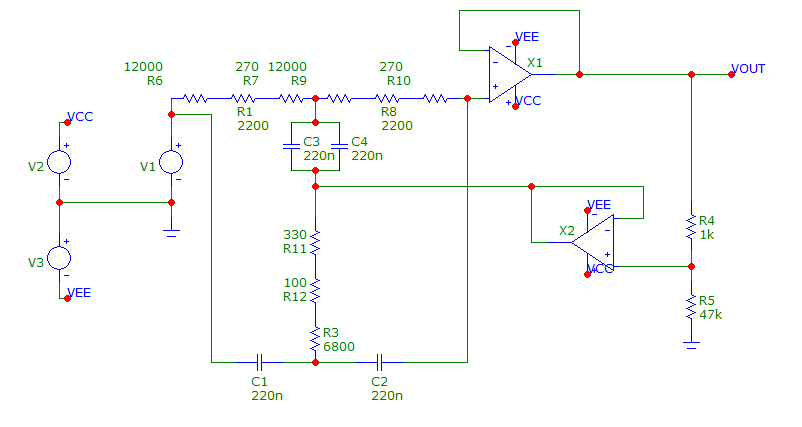 VEE
X1
VOUT
VCC
12000 270 12000 270
R6 R7 R9 R10
R1 R8
2200 2200
VCC
V2
V1
C3 C4
220n 220n
VEE
X2
VCC
R4
1k
330
R11
V3
VEE
100
R12
R5
47k
R3
6800
C1 C2
220n 220n